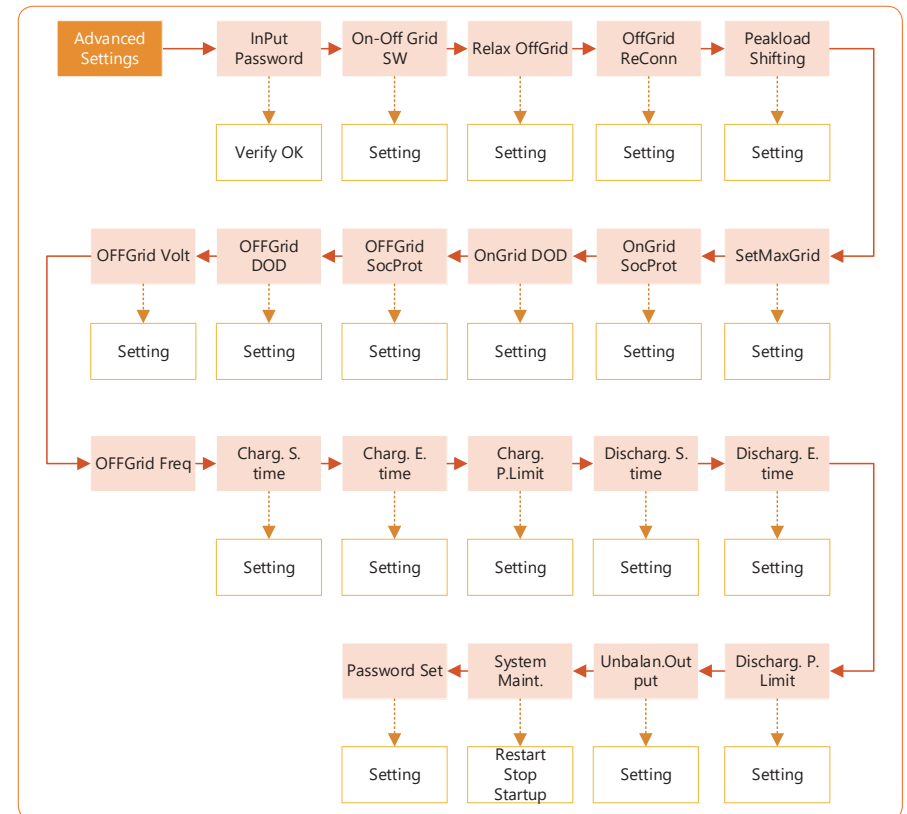 Advanced
Settings
InPut
Password
On-Off Grid
SW
Relax OffGrid
OffGrid
ReConn
Peakload
Shifting
Verify OK
Setting
Setting
Setting
Setting
OFFGrid Volt
OFFGrid
DOD
OFFGrid
SocProt
OnGrid DOD
OnGrid
SocProt
SetMaxGrid
Setting
Setting
Setting
Setting
Setting
Setting
OFFGrid Freq
Charg. S.
time
Charg. E.
time
Charg.
P.Limit
Discharg. S.
time
Discharg. E.
time
Setting
Setting
Setting
Setting
Setting
Password Set
System
Maint.
Unbalan.Out
put
Discharg. P.
Limit
Setting
Restart
Stop
Startup
Setting
Setting